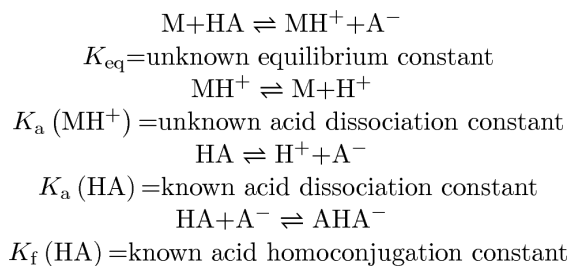 M+HA ⇌ MH⁺+A⁻
K_eq=unknown equilibrium constant
MH⁺ ⇌ M+H⁺
K_a (MH⁺)=unknown acid dissociation constant
HA ⇌ H⁺+A⁻
K_a (HA)=known acid dissociation constant
HA+A⁻ ⇌ AHA⁻
K_f (HA)=known acid homoconjugation constant